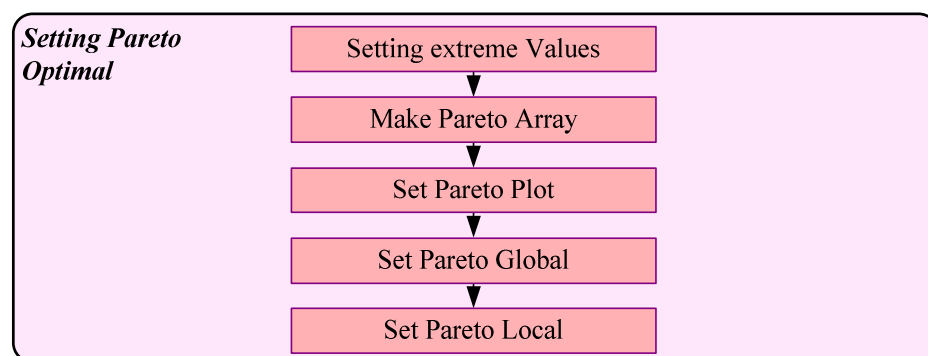 Setting Pareto
Optimal
Setting extreme Values
Make Pareto Array
Set Pareto Plot
Set Pareto Global
Set Pareto Local